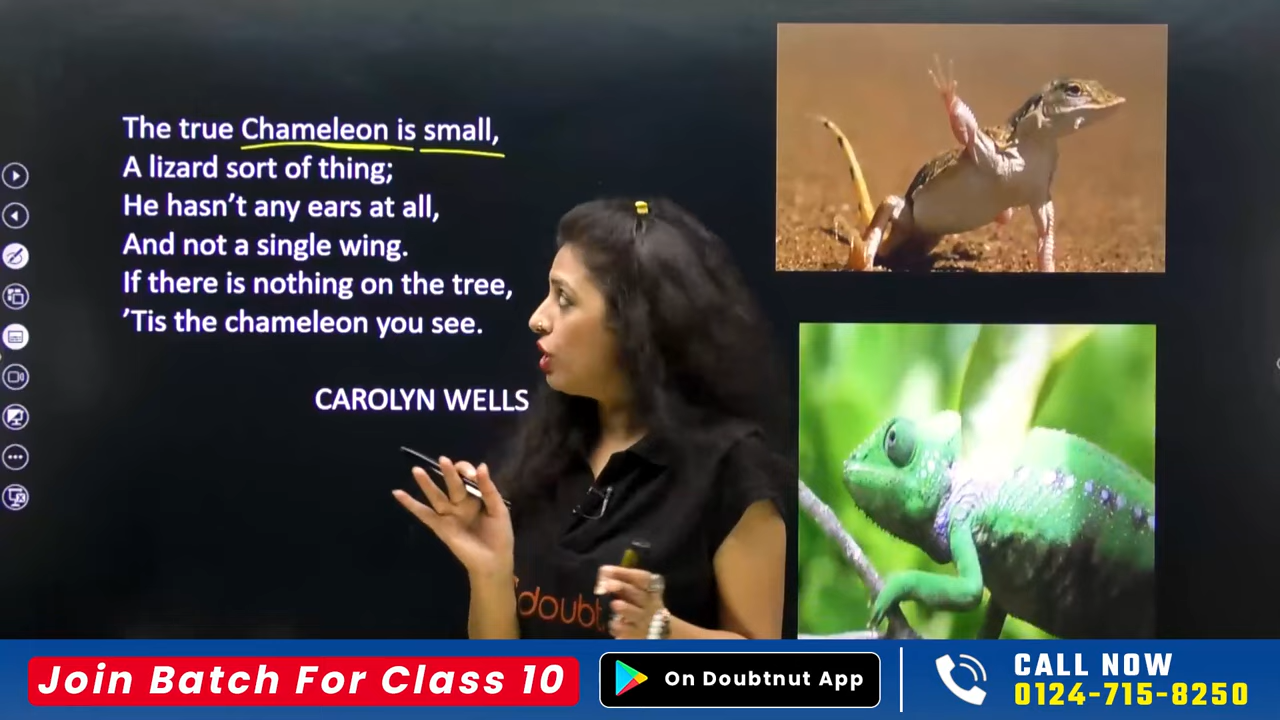 The true Chameleon is small,
A lizard sort of thing;
He hasn’t any ears at all,
And not a single wing.
If there is nothing on the tree,
’Tis the chameleon you see.
CAROLYN WELLS
doubt
Join Batch For Class 10
On Doubtnut App
CALL NOW
0124-715-8250